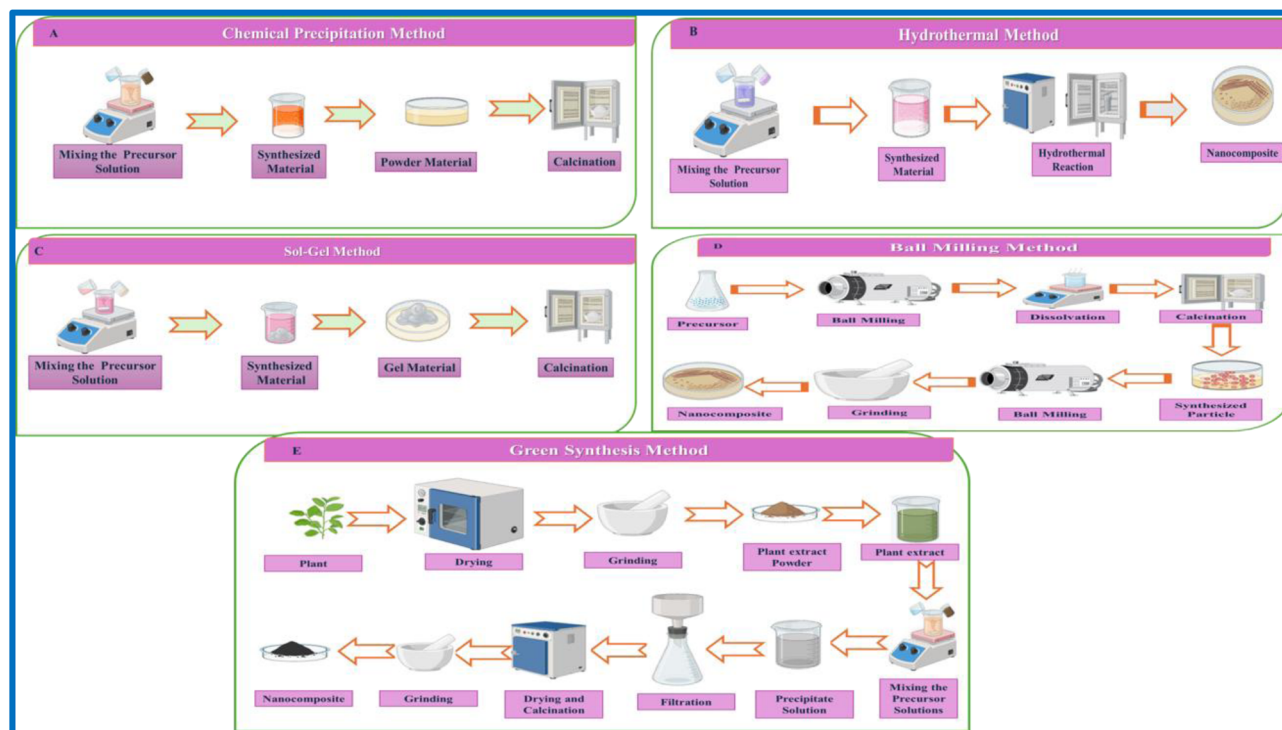 A
Chemical Precipitation Method
Mixing the Precursor
Solution
Synthesized
Material
Powder Material
Calcination
B
Hydrothermal Method
Mixing the Precursor
Solution
Synthesized
Material
Hydrothermal
Reaction
Nanocomposite
C
Sol-Gel Method
Mixing the Precursor
Solution
Synthesized
Material
Gel Material
Calcination
D
Ball Milling Method
Precursor
Ball Milling
Dissolvation
Calcination
Nanocomposite
Grinding
Ball Milling
Synthesized
Particle
E
Green Synthesis Method
Plant
Drying
Grinding
Plant extract
Powder
Plant extract
Nanocomposite
Grinding
Drying and
Calcination
Filtration
Precipitate
Solution
Mixing the
Precursor
Solutions